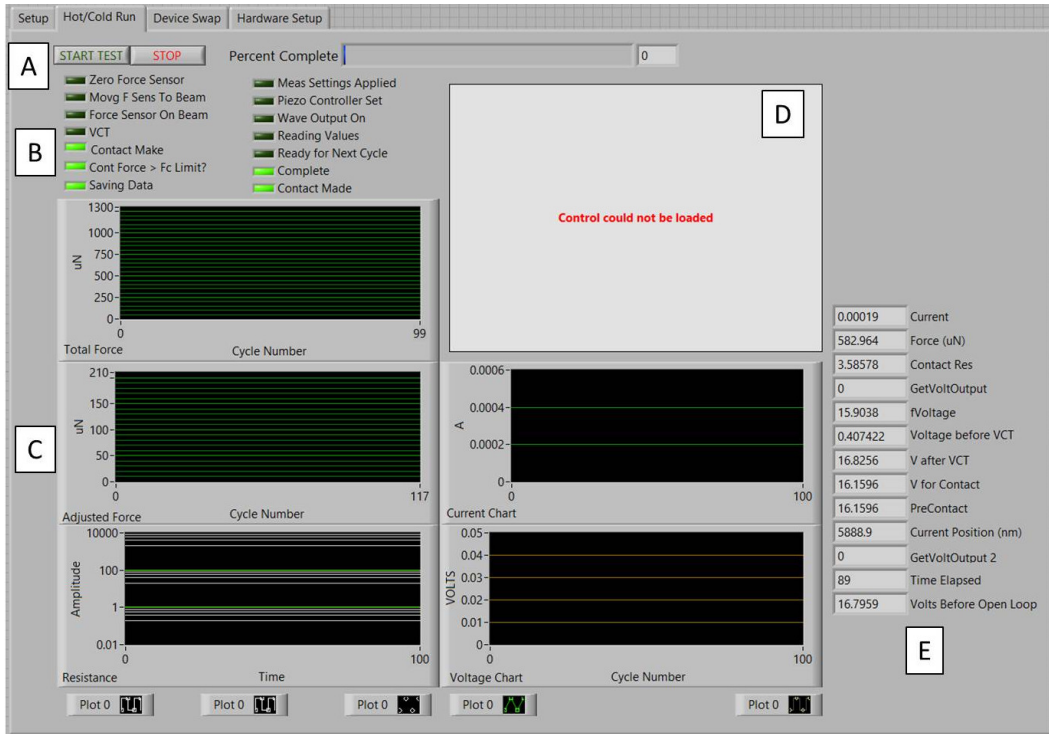 Setup Hot/Cold Run Device Swap Hardware Setup
A
START TEST STOP Percent Complete 0
B
Zero Force Sensor
Movg F Sens To Beam
Force Sensor On Beam
VCT
Contact Make
Cont Force > Fc Limit?
Saving Data
Meas Settings Applied
Piezo Controller Set
Wave Output On
Reading Values
Ready for Next Cycle
Complete
Contact Made
D
Control could not be loaded
1300
1000
750
500
250
0
uN
0 99
Total Force Cycle Number
C
210
150
100
50
0
uN
0 117
Adjusted Force Cycle Number
10000
100
1
0.01
Amplitude
0 100
Resistance Time
0.0006
0.0004
0.0002
0
A
0 100
Current Chart
0.05
0.04
0.03
0.02
0.01
0
VOLTS
0 100
Voltage Chart Cycle Number
Plot 0 Plot 0 Plot 0 Plot 0 Plot 0
0.00019 Current
582.964 Force (uN)
3.58578 Contact Res
0 GetVoltOutput
15.9038 fVoltage
0.407422 Voltage before VCT
16.8256 V after VCT
16.1596 V for Contact
16.1596 PreContact
5888.9 Current Position (nm)
0 GetVoltOutput 2
89 Time Elapsed
16.7959 Volts Before Open Loop
E